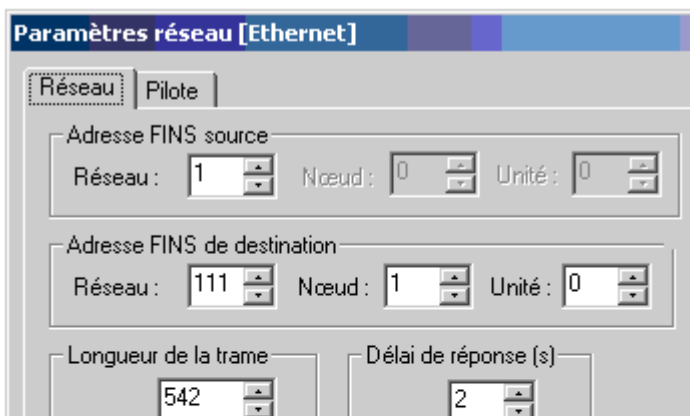 Paramètres réseau [Ethernet]
Réseau Pilote
Adresse FINS source
Réseau : 1 Nœud : 0 Unité : 0
Adresse FINS de destination
Réseau : 111 Nœud : 1 Unité : 0
Longueur de la trame Délai de réponse (s)
542 2